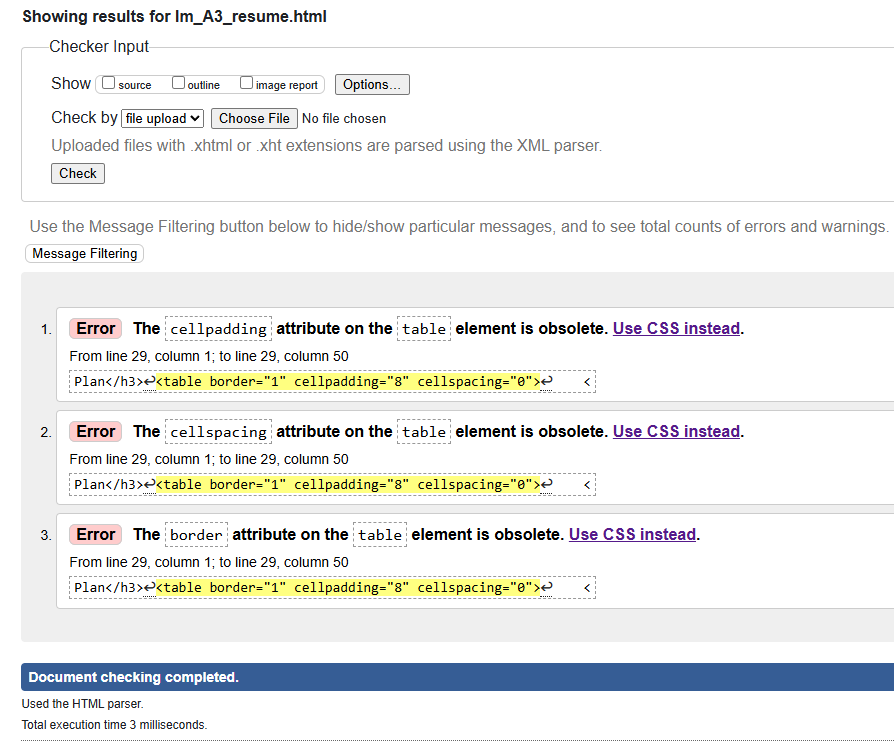 Showing results for lm_A3_resume.html
Checker Input
Show source outline image report Options...
Check by file upload Choose File No file chosen
Uploaded files with .xhtml or .xht extensions are parsed using the XML parser.
Check
Use the Message Filtering button below to hide/show particular messages, and to see total counts of errors and warnings.
Message Filtering
1. Error The cellpadding attribute on the table element is obsolete. Use CSS instead.
From line 29, column 1; to line 29, column 50
Plan</h3>↩<table border="1" cellpadding="8" cellspacing="0">↩    <
2. Error The cellspacing attribute on the table element is obsolete. Use CSS instead.
From line 29, column 1; to line 29, column 50
Plan</h3>↩<table border="1" cellpadding="8" cellspacing="0">↩    <
3. Error The border attribute on the table element is obsolete. Use CSS instead.
From line 29, column 1; to line 29, column 50
Plan</h3>↩<table border="1" cellpadding="8" cellspacing="0">↩    <
Document checking completed.
Used the HTML parser.
Total execution time 3 milliseconds.